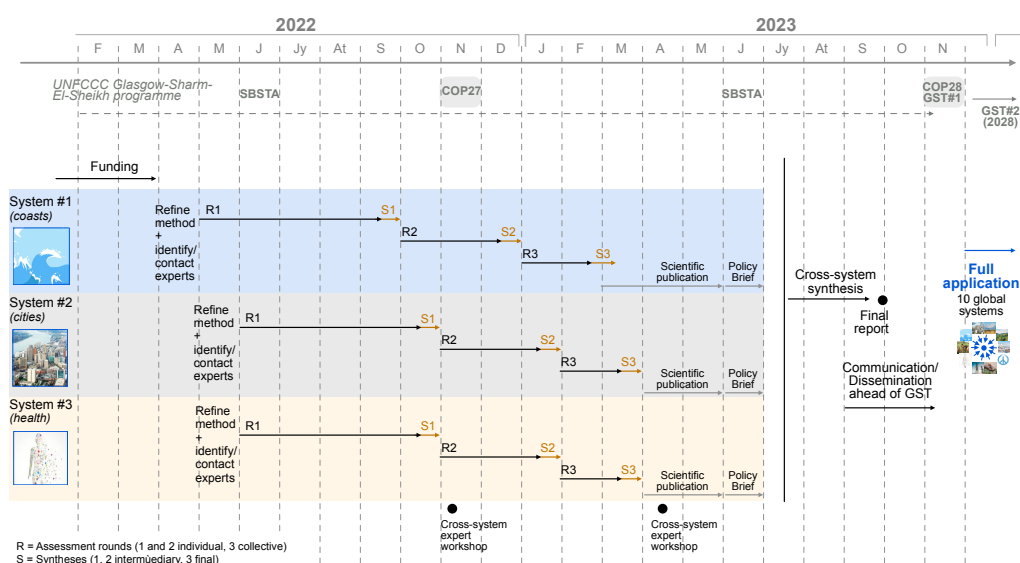 2022
2023
F M A M J Jy At S O N D J F M A M J Jy At S O N
UNFCCC Glasgow-Sharm-
El-Sheikh programme
SBSTA
COP27
SBSTA
COP28
GST#1
GST#2
(2028)
Funding
System #1
(coasts)
Refine
method
+
identify/
contact
experts
R1
S1
R2
S2
R3
S3
Scientific
publication
Policy
Brief
System #2
(cities)
Refine
method
+
identify/
contact
experts
R1
S1
R2
S2
R3
S3
Scientific
publication
Policy
Brief
System #3
(health)
Refine
method
+
identify/
contact
experts
R1
S1
R2
S2
R3
S3
Scientific
publication
Policy
Brief
Cross-system
synthesis
Final
report
Communication/
Dissemination
ahead of GST
Full
application
10 global
systems
Cross-system
expert
workshop
Cross-system
expert
workshop
R = Assessment rounds (1 and 2 individual, 3 collective)
S = Syntheses (1, 2 intermùediary, 3 final)